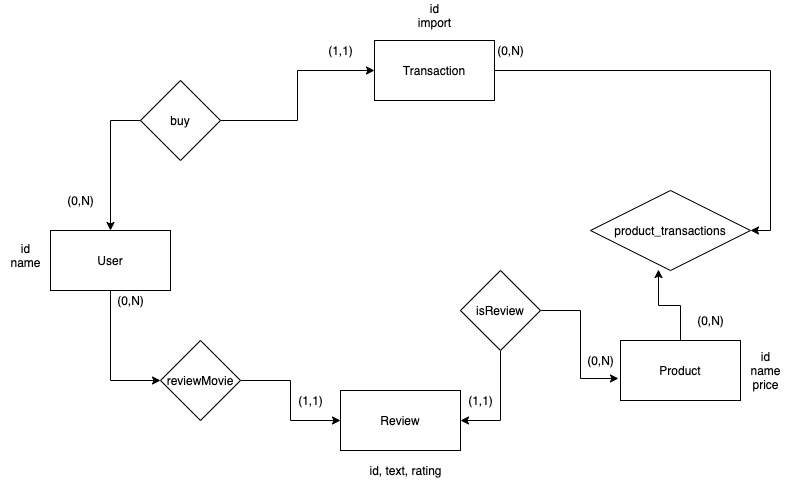 id
import
(1,1)
Transaction
(0,N)
buy
(0,N)
id
name
User
product_transactions
(0,N)
isReview
(0,N)
reviewMovie
(0,N)
Product
id
name
price
(1,1)
(1,1)
Review
id, text, rating